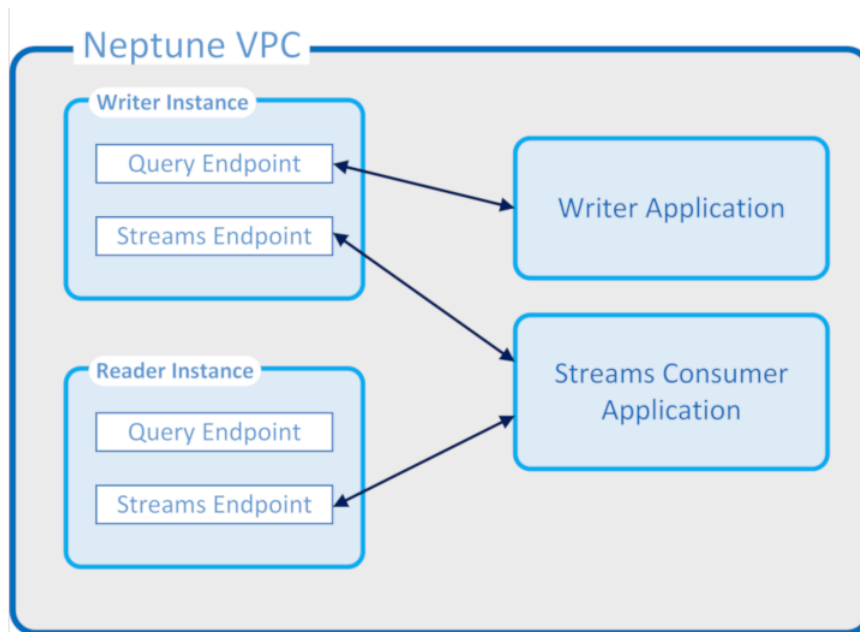 Neptune VPC
Writer Instance
Query Endpoint
Streams Endpoint
Writer Application
Reader Instance
Query Endpoint
Streams Endpoint
Streams Consumer
Application